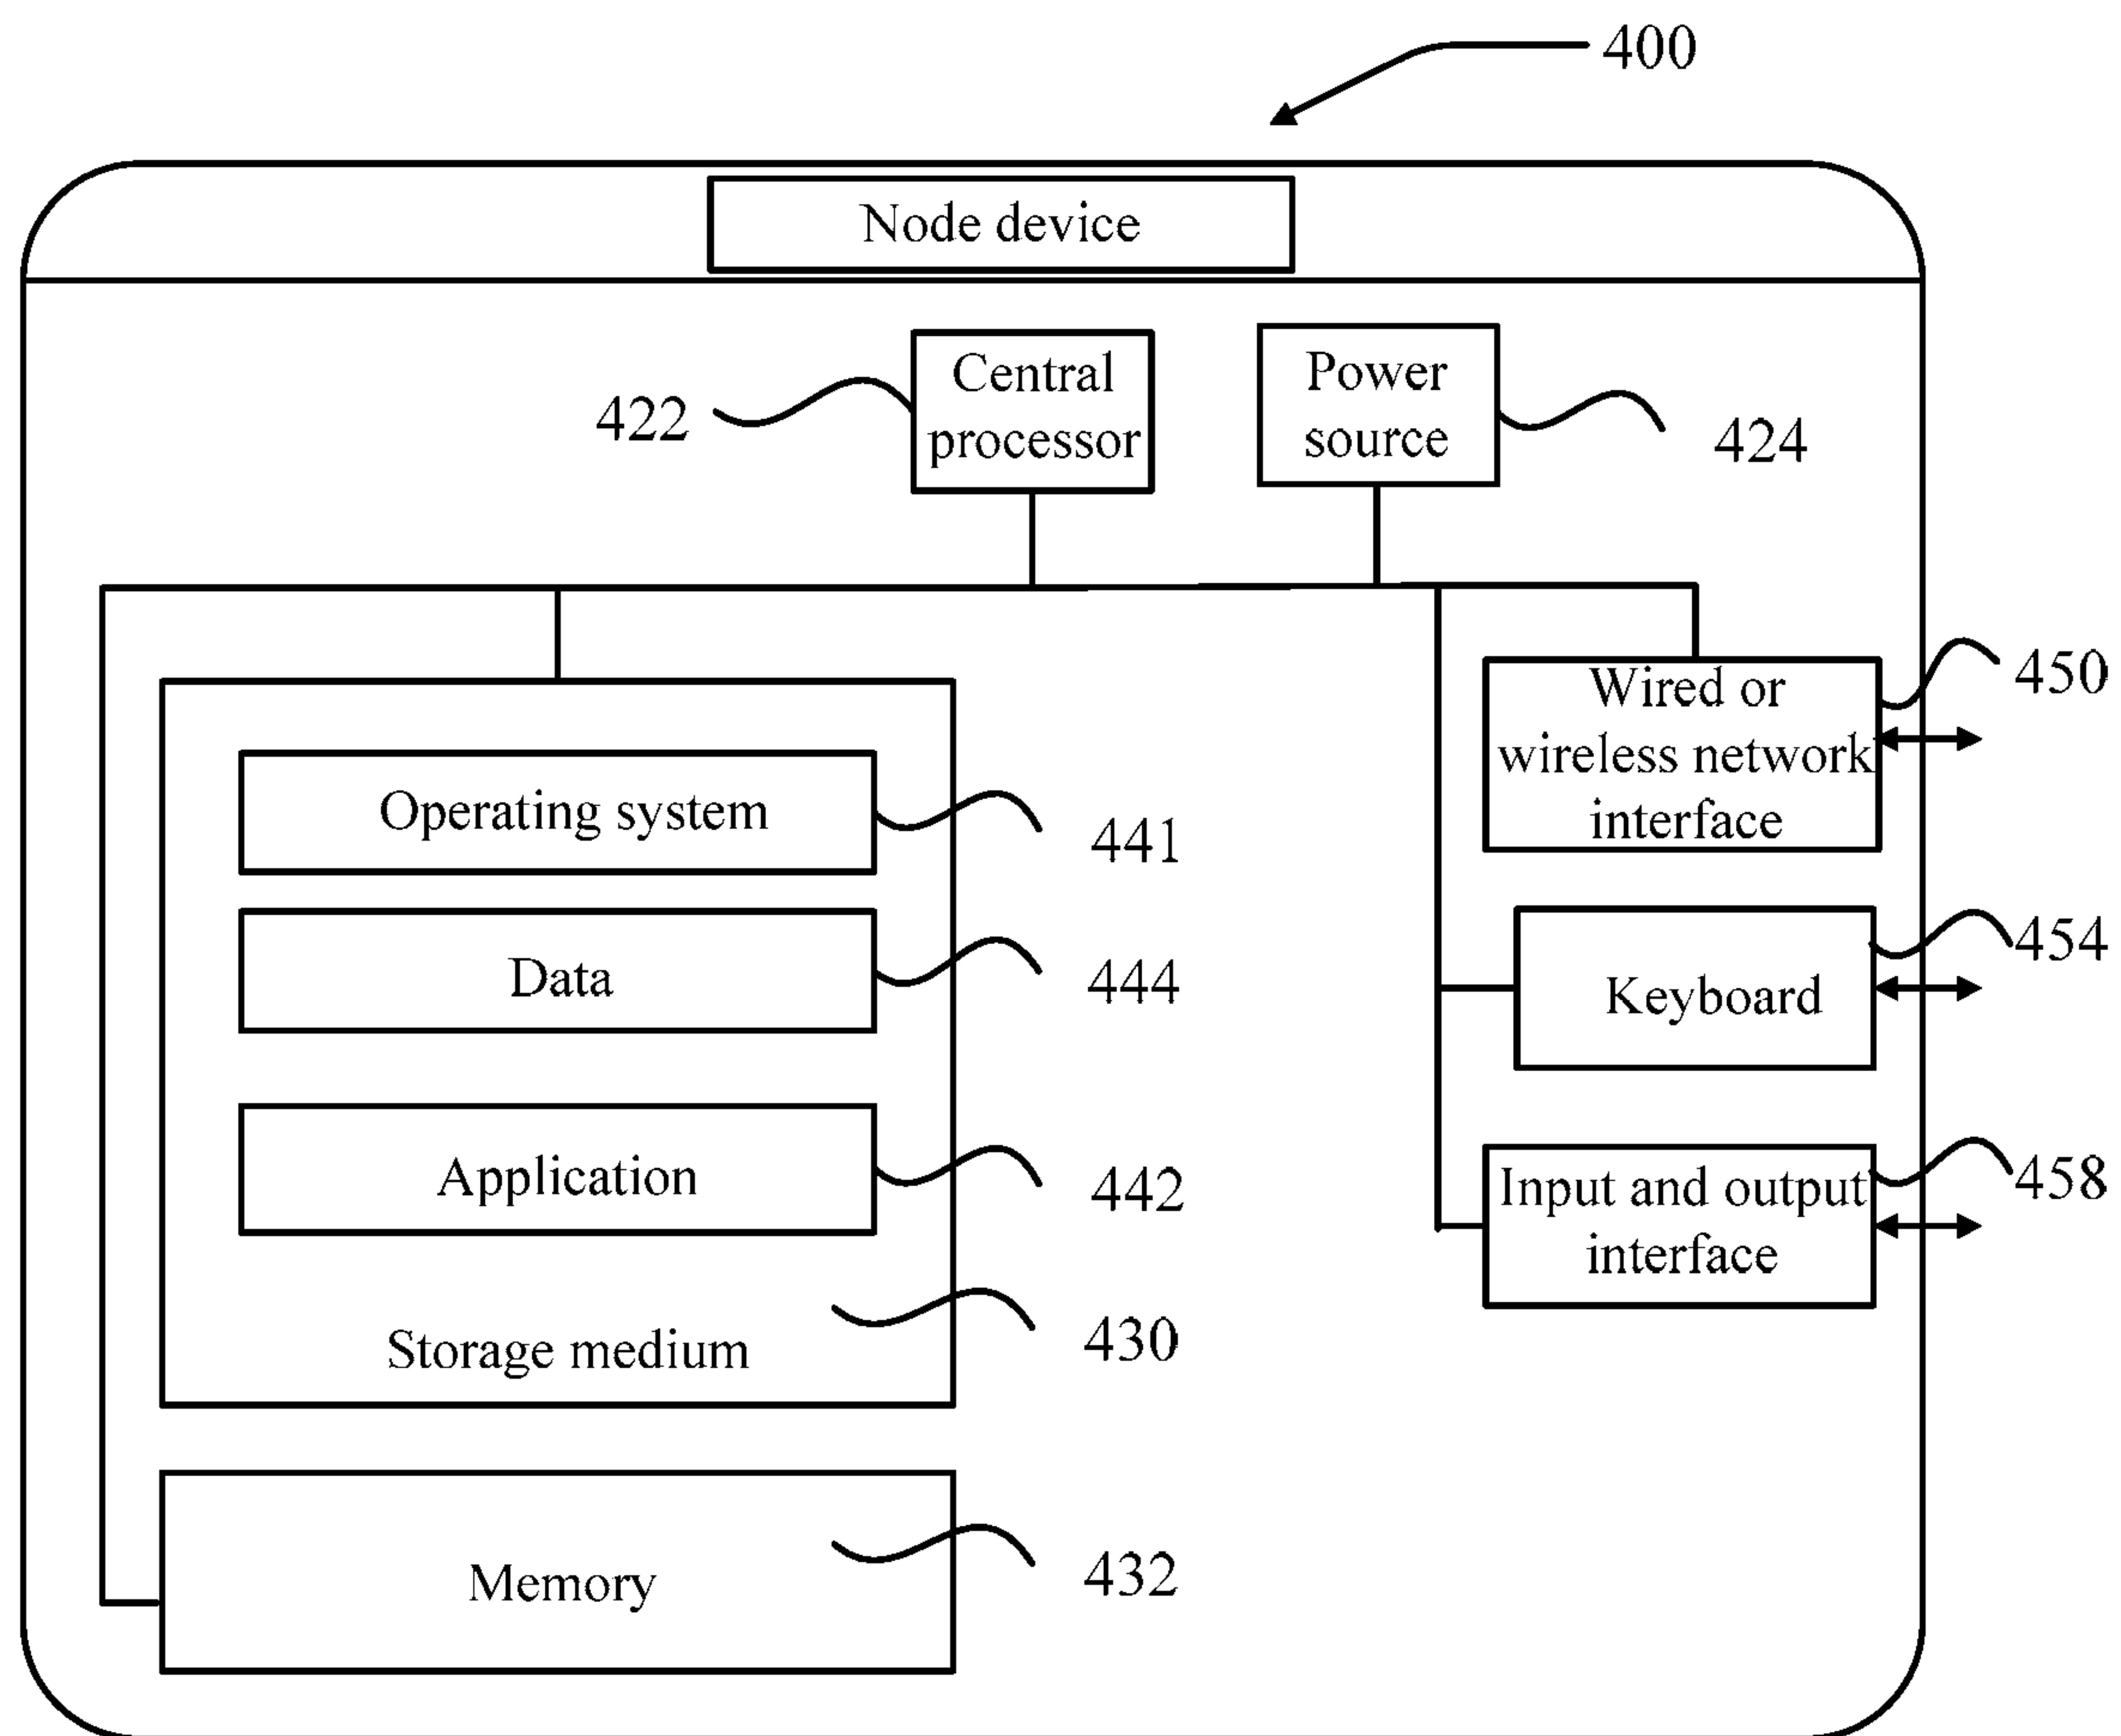 400
Node device
Central
processor
422
Power
source
424
Wired or
wireless network
interface
450
Operating system
441
Data
444
Keyboard
454
Application
442
Input and output
interface
458
Storage medium
430
Memory
432